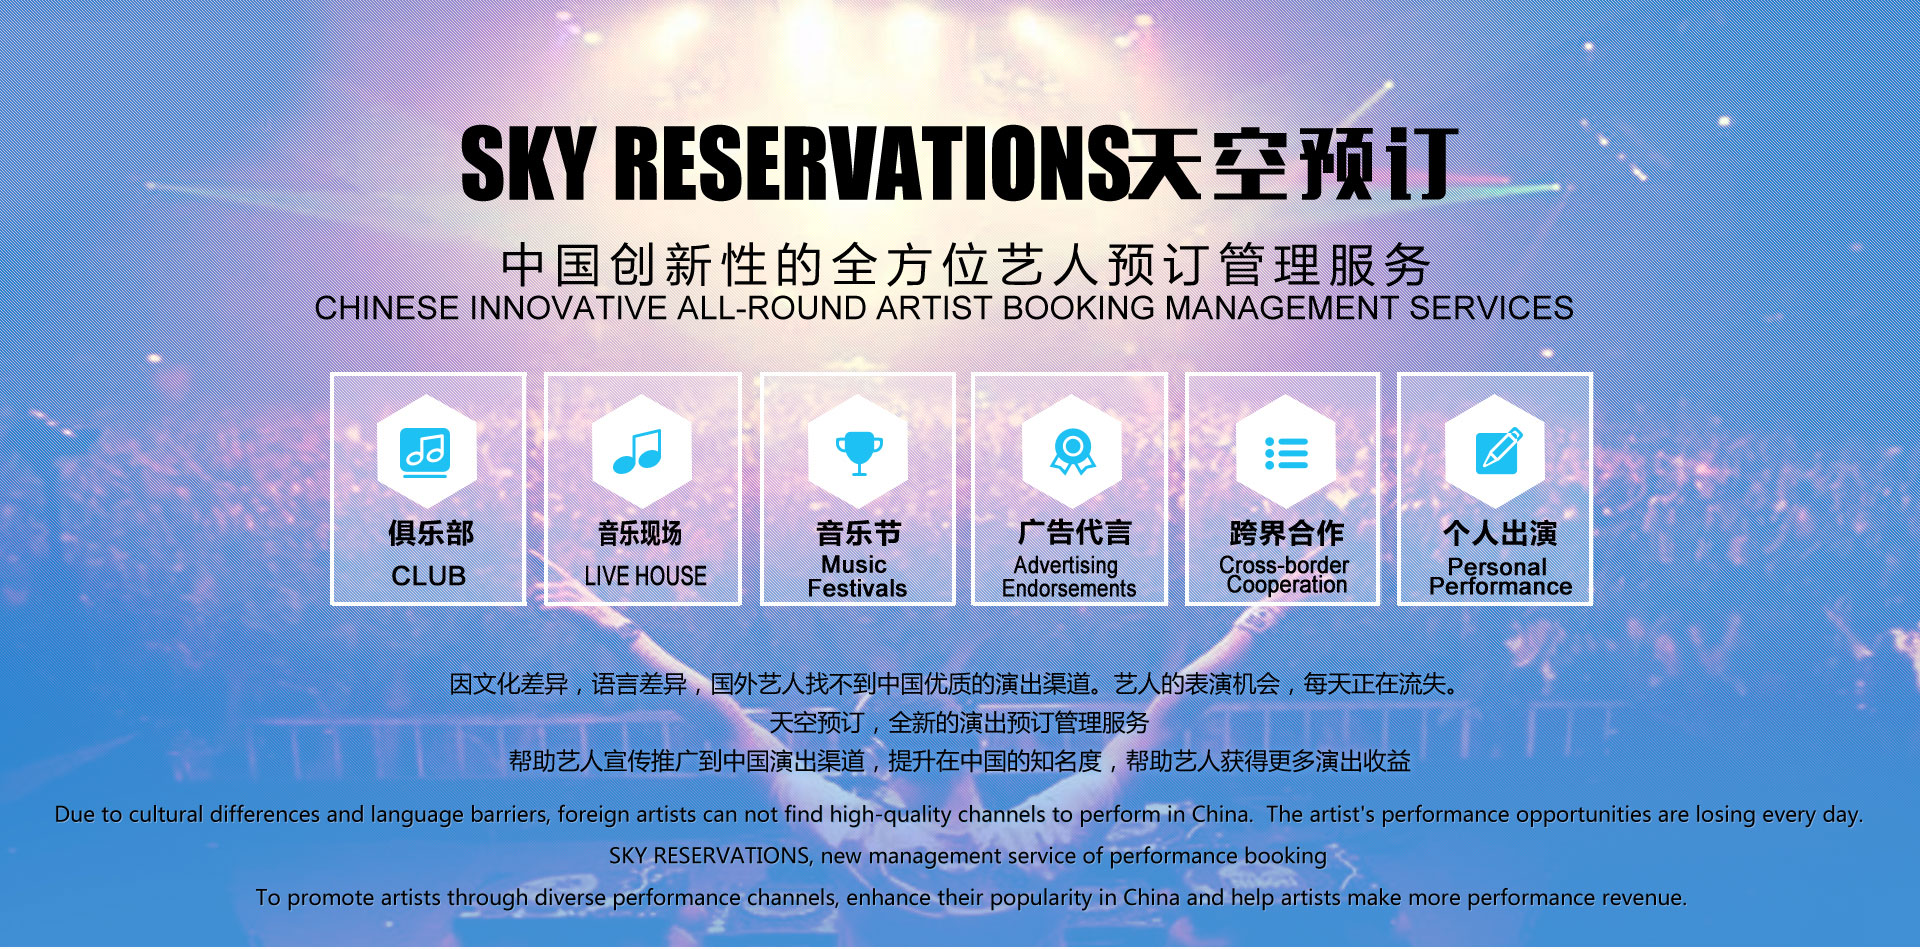 SKY RESERVATIONS天空预订
中国创新性的全方位艺人预订管理服务
CHINESE INNOVATIVE ALL-ROUND ARTIST BOOKING MANAGEMENT SERVICES
俱乐部
CLUB
音乐现场
LIVE HOUSE
音乐节
Music
Festivals
广告代言
Advertising
Endorsements
跨界合作
Cross-border
Cooperation
个人出演
Personal
Performance
因文化差异，语言差异，国外艺人找不到中国优质的演出渠道。艺人的表演机会，每天正在流失。
天空预订，全新的演出预订管理服务
帮助艺人宣传推广到中国演出渠道，提升在中国的知名度，帮助艺人获得更多演出收益
Due to cultural differences and language barriers, foreign artists can not find high-quality channels to perform in China.  The artist's performance opportunities are losing every day.
SKY RESERVATIONS, new management service of performance booking
To promote artists through diverse performance channels, enhance their popularity in China and help artists make more performance revenue.